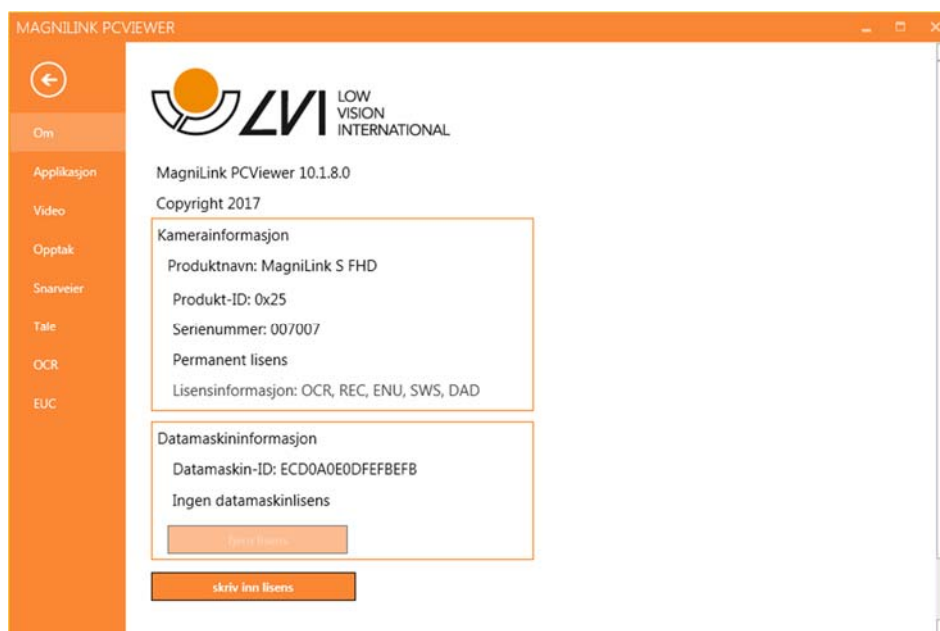 MAGNILINK PCVIEWER
Om
Applikasjon
Video
Opptak
Snarveier
Tale
OCR
EUC
LVI
LOW
VISION
INTERNATIONAL
MagniLink PCViewer 10.1.8.0
Copyright 2017
Kamerainformasjon
Produktnavn: MagniLink S FHD
Produkt-ID: 0x25
Serienummer: 007007
Permanent lisens
Lisensinformasjon: OCR, REC, ENU, SWS, DAD
Datamaskininformasjon
Datamaskin-ID: ECD0A0E0DFEFBEFB
Ingen datamaskinlisens
skriv inn lisens